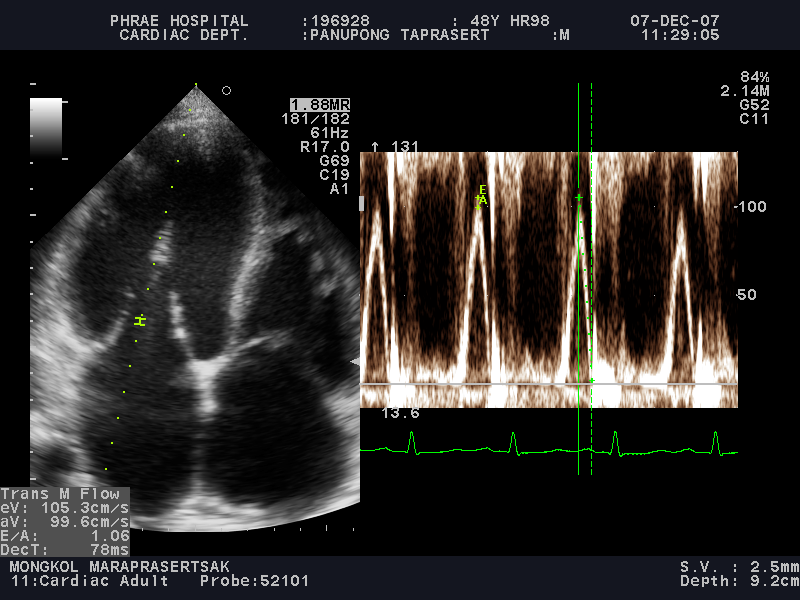 PHRAE HOSPITAL :196928 : 48Y HR98 07-DEC-07
CARDIAC DEPT. :PANUPONG TAPRASERT :M 11:29:05
1.88MR
181/182
61Hz
R17.0
G69
C19
A1
84%
2.14M
G52
C11
↑ 131
E
A
100
50
13.6
H
Trans M Flow
eV: 105.3cm/s
aV: 99.6cm/s
E/A: 1.06
DecT: 78ms
MONGKOL MARAPRASERTSAK
11:Cardiac Adult Probe:52101
S.V. : 2.5mm
Depth: 9.2cm